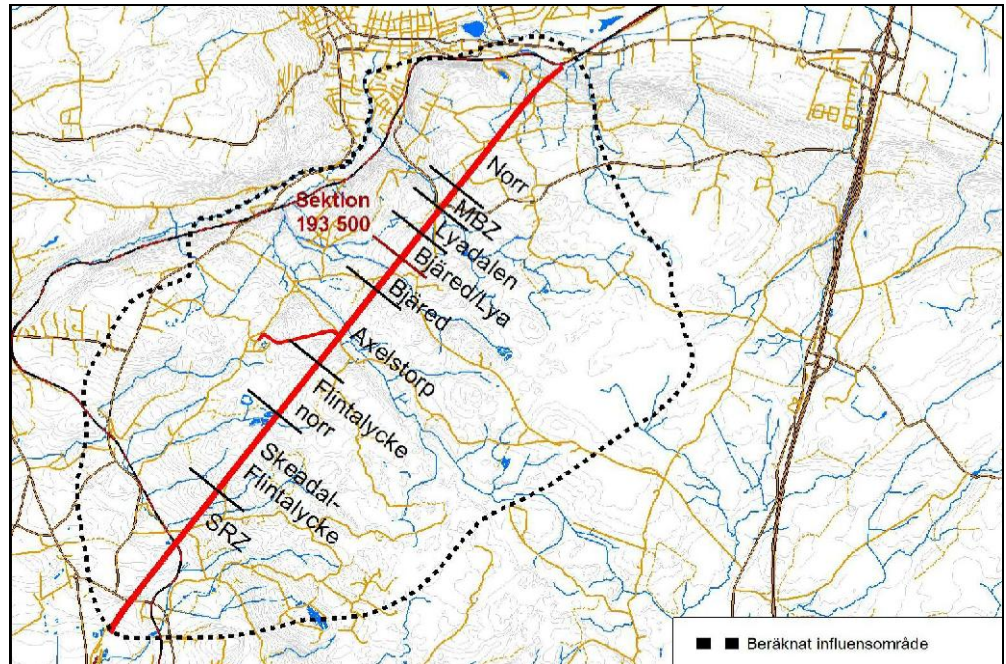 Norr
MBZ
Sektion
193 500
Lyadalen
Bjäred/Lya
Bjäred
Axelstorp
Flintalycke
norr
Skeadal-
Flintalycke
SRZ
Beräknat influensområde